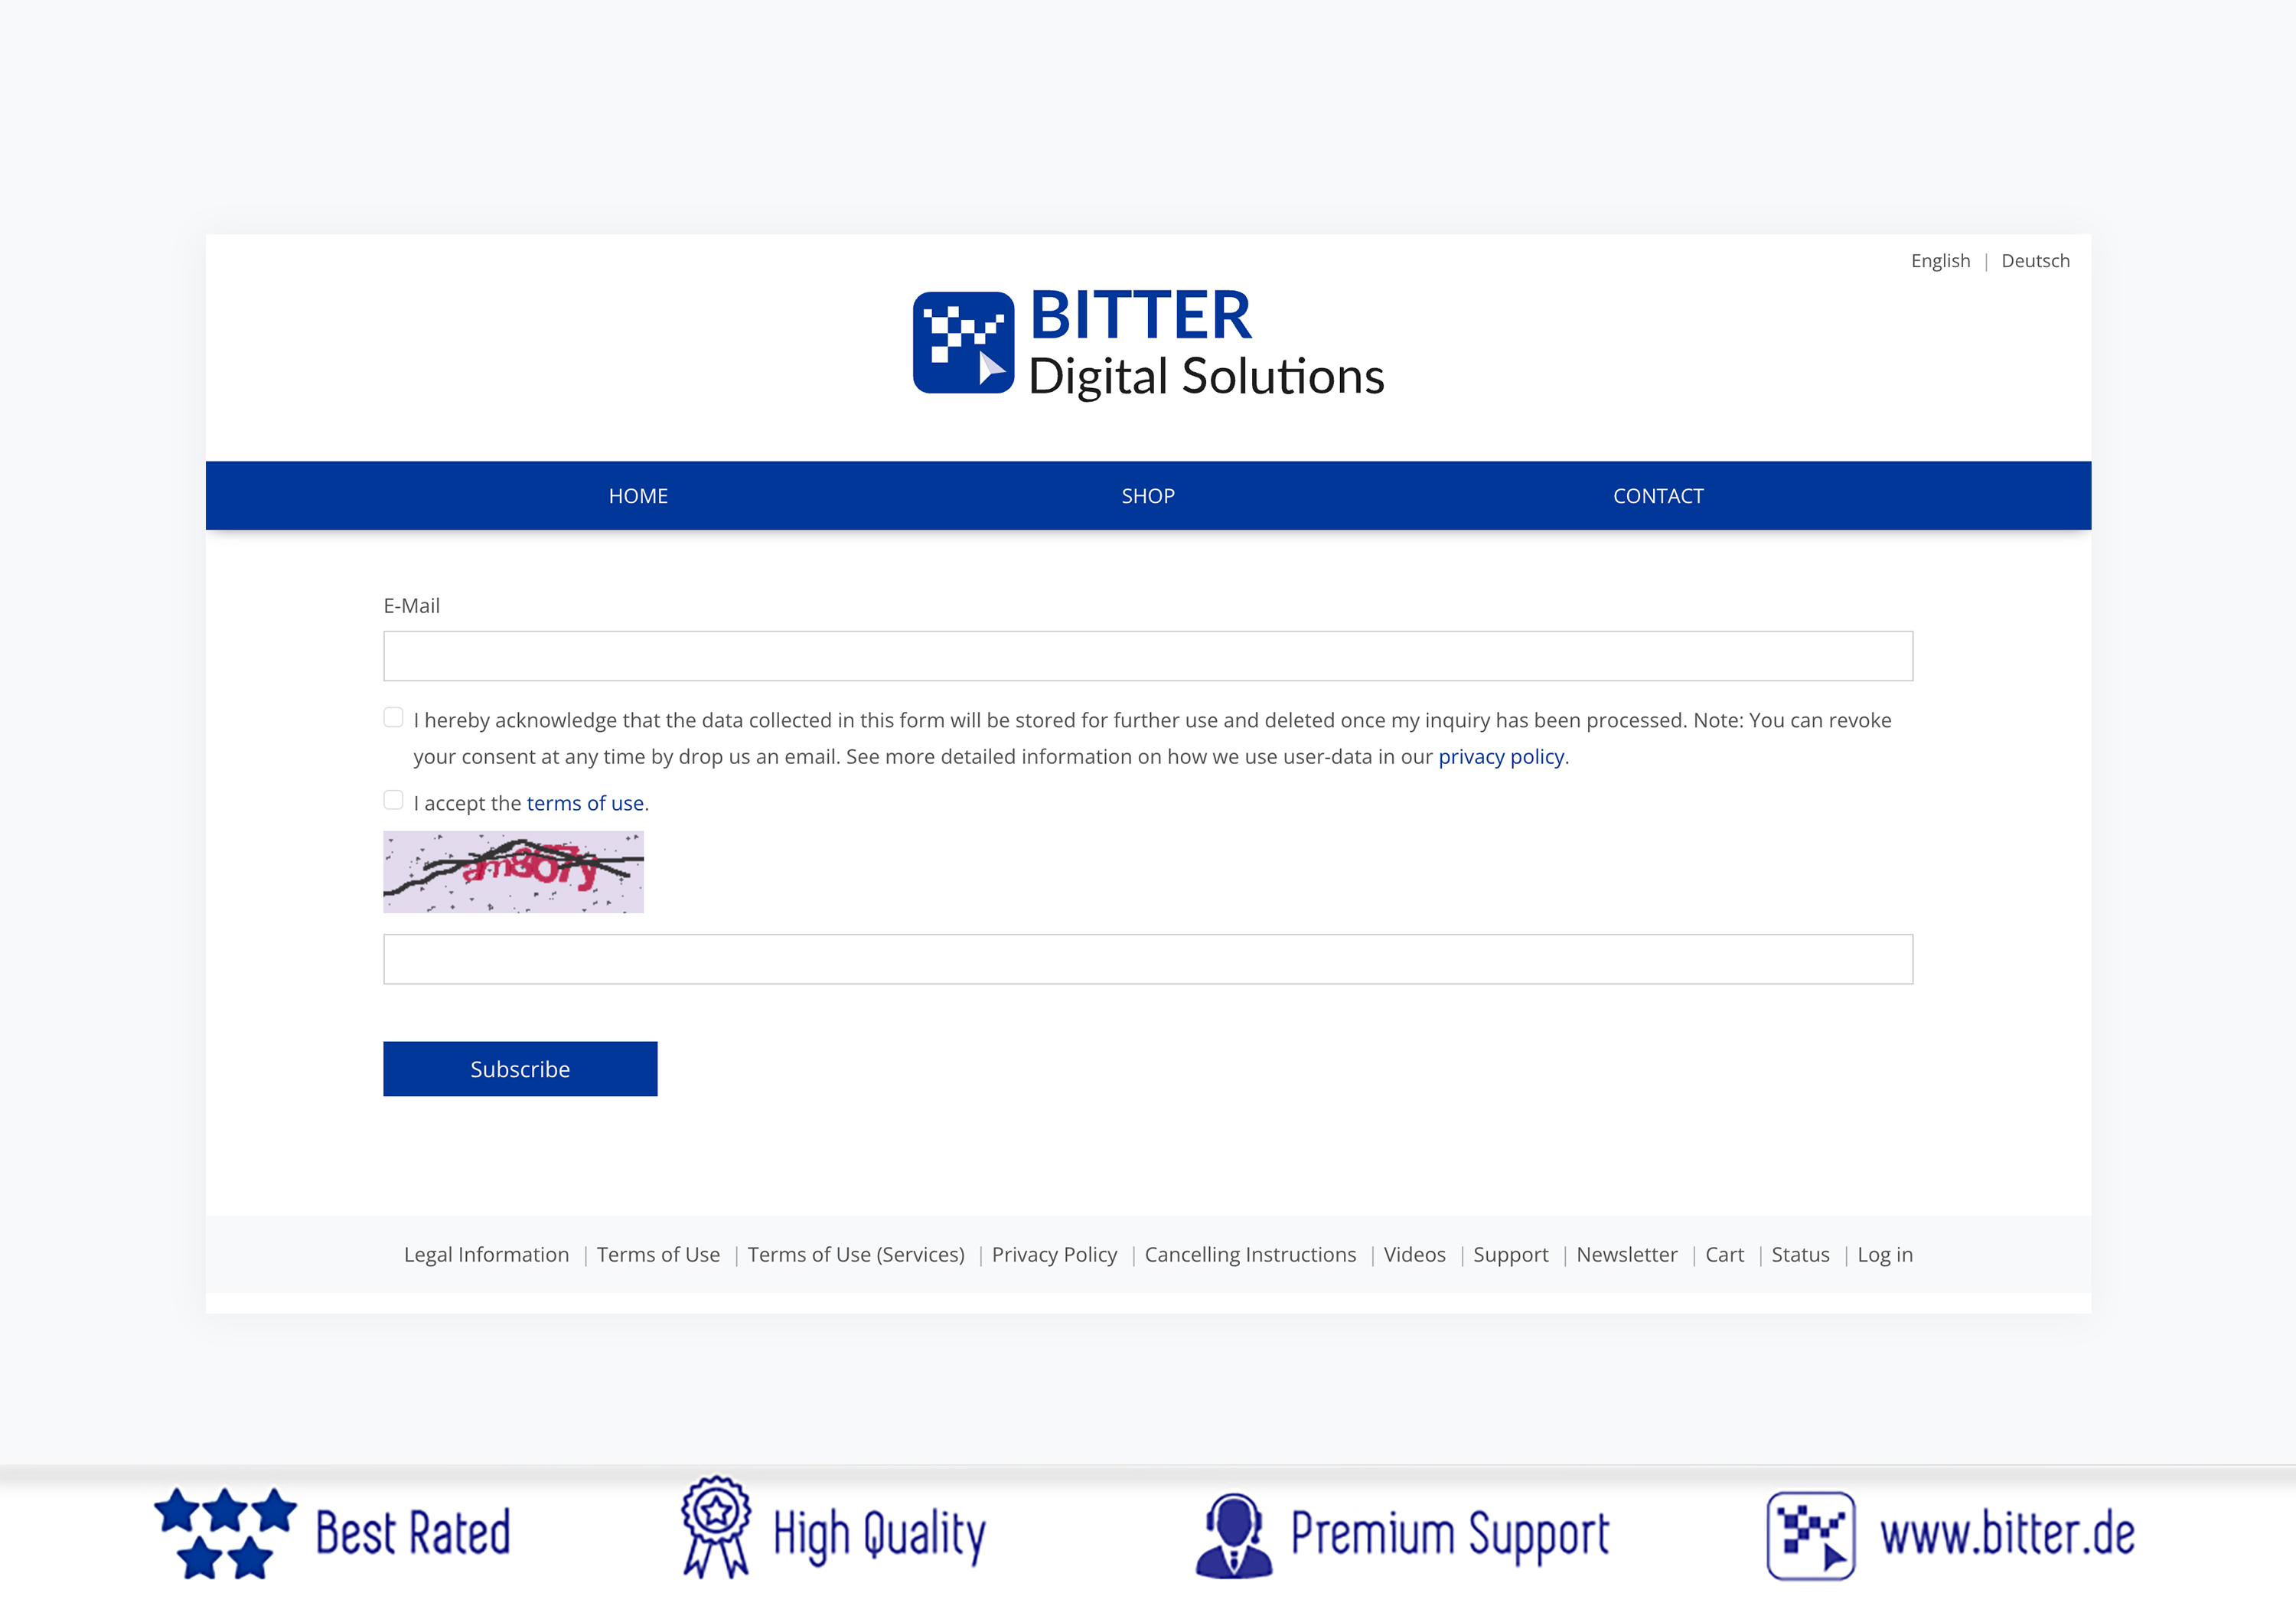 English | Deutsch
BITTER
Digital Solutions
HOME SHOP CONTACT
E-Mail
I hereby acknowledge that the data collected in this form will be stored for further use and deleted once my inquiry has been processed. Note: You can revoke
your consent at any time by drop us an email. See more detailed information on how we use user-data in our privacy policy.
I accept the terms of use.
Subscribe
Legal Information | Terms of Use | Terms of Use (Services) | Privacy Policy | Cancelling Instructions | Videos | Support | Newsletter | Cart | Status | Log in
Best Rated High Quality Premium Support www.bitter.de